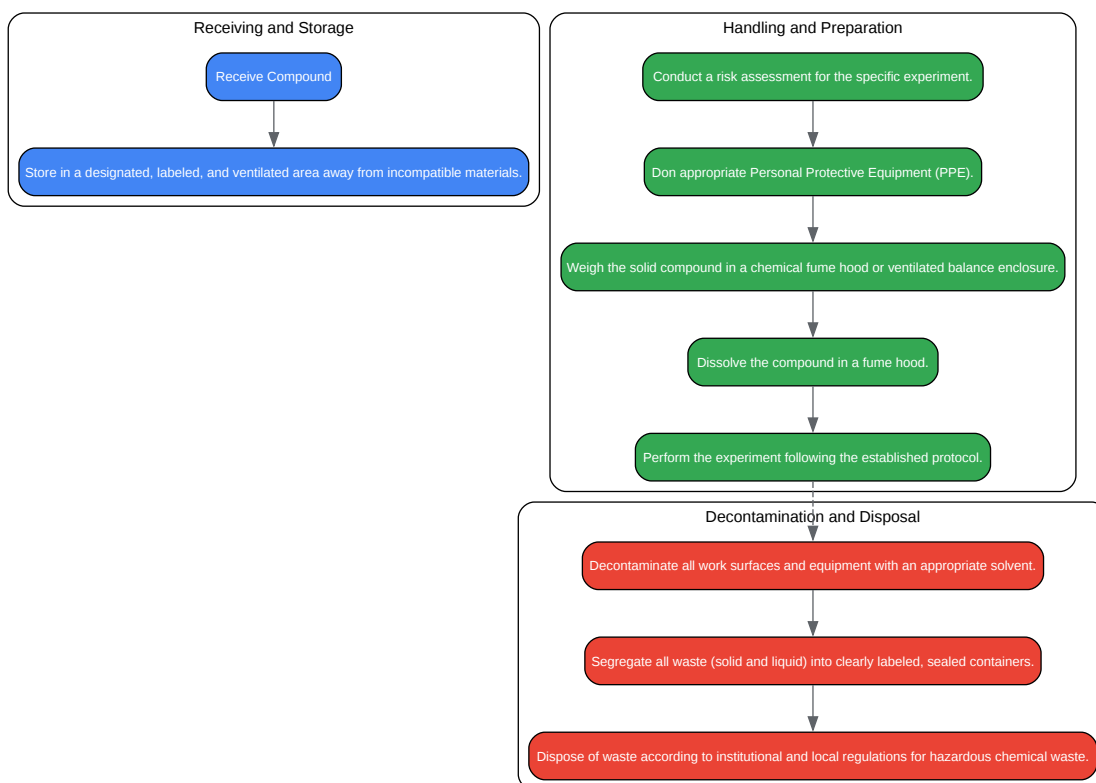 Receiving and Storage
Receive Compound
Store in a designated, labeled, and ventilated area away from incompatible materials.
Handling and Preparation
Conduct a risk assessment for the specific experiment.
Don appropriate Personal Protective Equipment (PPE).
Weigh the solid compound in a chemical fume hood or ventilated balance enclosure.
Dissolve the compound in a fume hood.
Perform the experiment following the established protocol.
Decontamination and Disposal
Decontaminate all work surfaces and equipment with an appropriate solvent.
Segregate all waste (solid and liquid) into clearly labeled, sealed containers.
Dispose of waste according to institutional and local regulations for hazardous chemical waste.